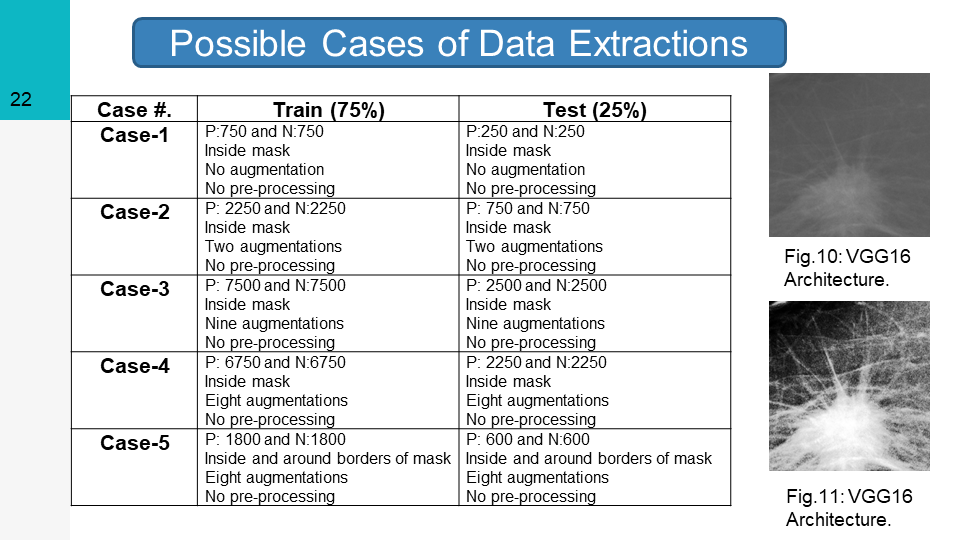 Possible Cases of Data Extractions
22
Case #. Train (75%) Test (25%)
Case-1
P:750 and N:750
Inside mask
No augmentation
No pre-processing
P:250 and N:250
Inside mask
No augmentation
No pre-processing
Case-2
P: 2250 and N:2250
Inside mask
Two augmentations
No pre-processing
P: 750 and N:750
Inside mask
Two augmentations
No pre-processing
Case-3
P: 7500 and N:7500
Inside mask
Nine augmentations
No pre-processing
P: 2500 and N:2500
Inside mask
Nine augmentations
No pre-processing
Case-4
P: 6750 and N:6750
Inside mask
Eight augmentations
No pre-processing
P: 2250 and N:2250
Inside mask
Eight augmentations
No pre-processing
Case-5
P: 1800 and N:1800
Inside and around borders of mask
Eight augmentations
No pre-processing
P: 600 and N:600
Inside and around borders of mask
Eight augmentations
No pre-processing
Fig.10: VGG16
Architecture.
Fig.11: VGG16
Architecture.